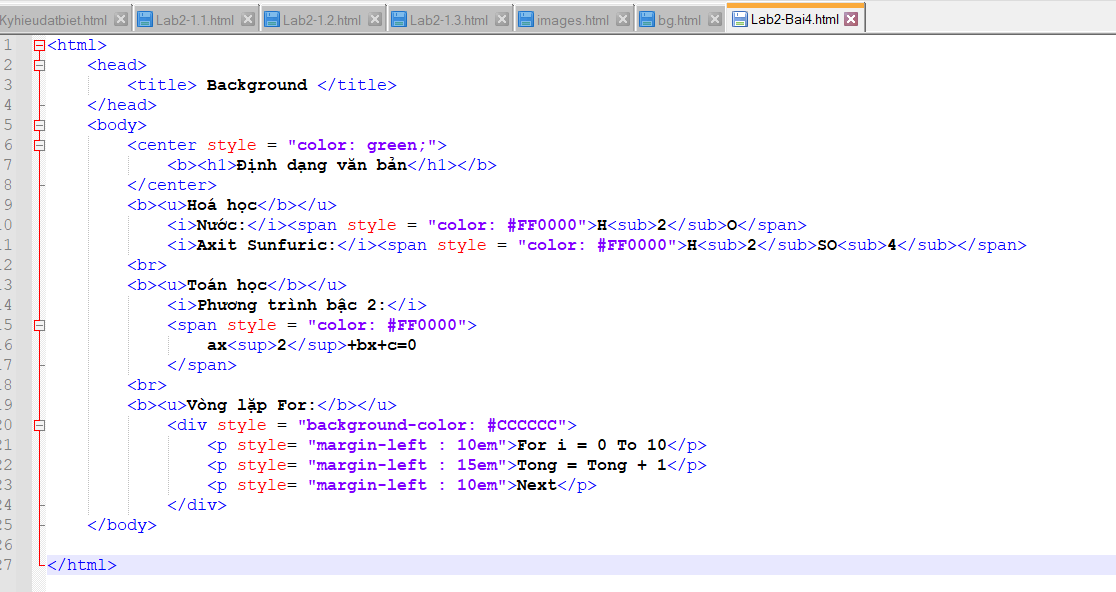 Kyhieudatbiet.html Lab2-1.1.html Lab2-1.2.html Lab2-1.3.html images.html bg.html Lab2-Bai4.html
1 <html>
2 <head>
3 <title> Background </title>
4 </head>
5 <body>
6 <center style = "color: green;">
7 <b><h1>Định dạng văn bản</h1></b>
8 </center>
9 <b><u>Hoá học</b></u>
10 <i>Nước:</i><span style = "color: #FF0000">H<sub>2</sub>O</span>
11 <i>Axit Sunfuric:</i><span style = "color: #FF0000">H<sub>2</sub>SO<sub>4</sub></span>
12 <br>
13 <b><u>Toán học</b></u>
14 <i>Phương trình bậc 2:</i>
15 <span style = "color: #FF0000">
16 ax<sup>2</sup>+bx+c=0
17 </span>
18 <br>
19 <b><u>Vòng lặp For:</b></u>
20 <div style = "background-color: #CCCCCC">
21 <p style= "margin-left : 10em">For i = 0 To 10</p>
22 <p style= "margin-left : 15em">Tong = Tong + 1</p>
23 <p style= "margin-left : 10em">Next</p>
24 </div>
25 </body>
26
27 </html>